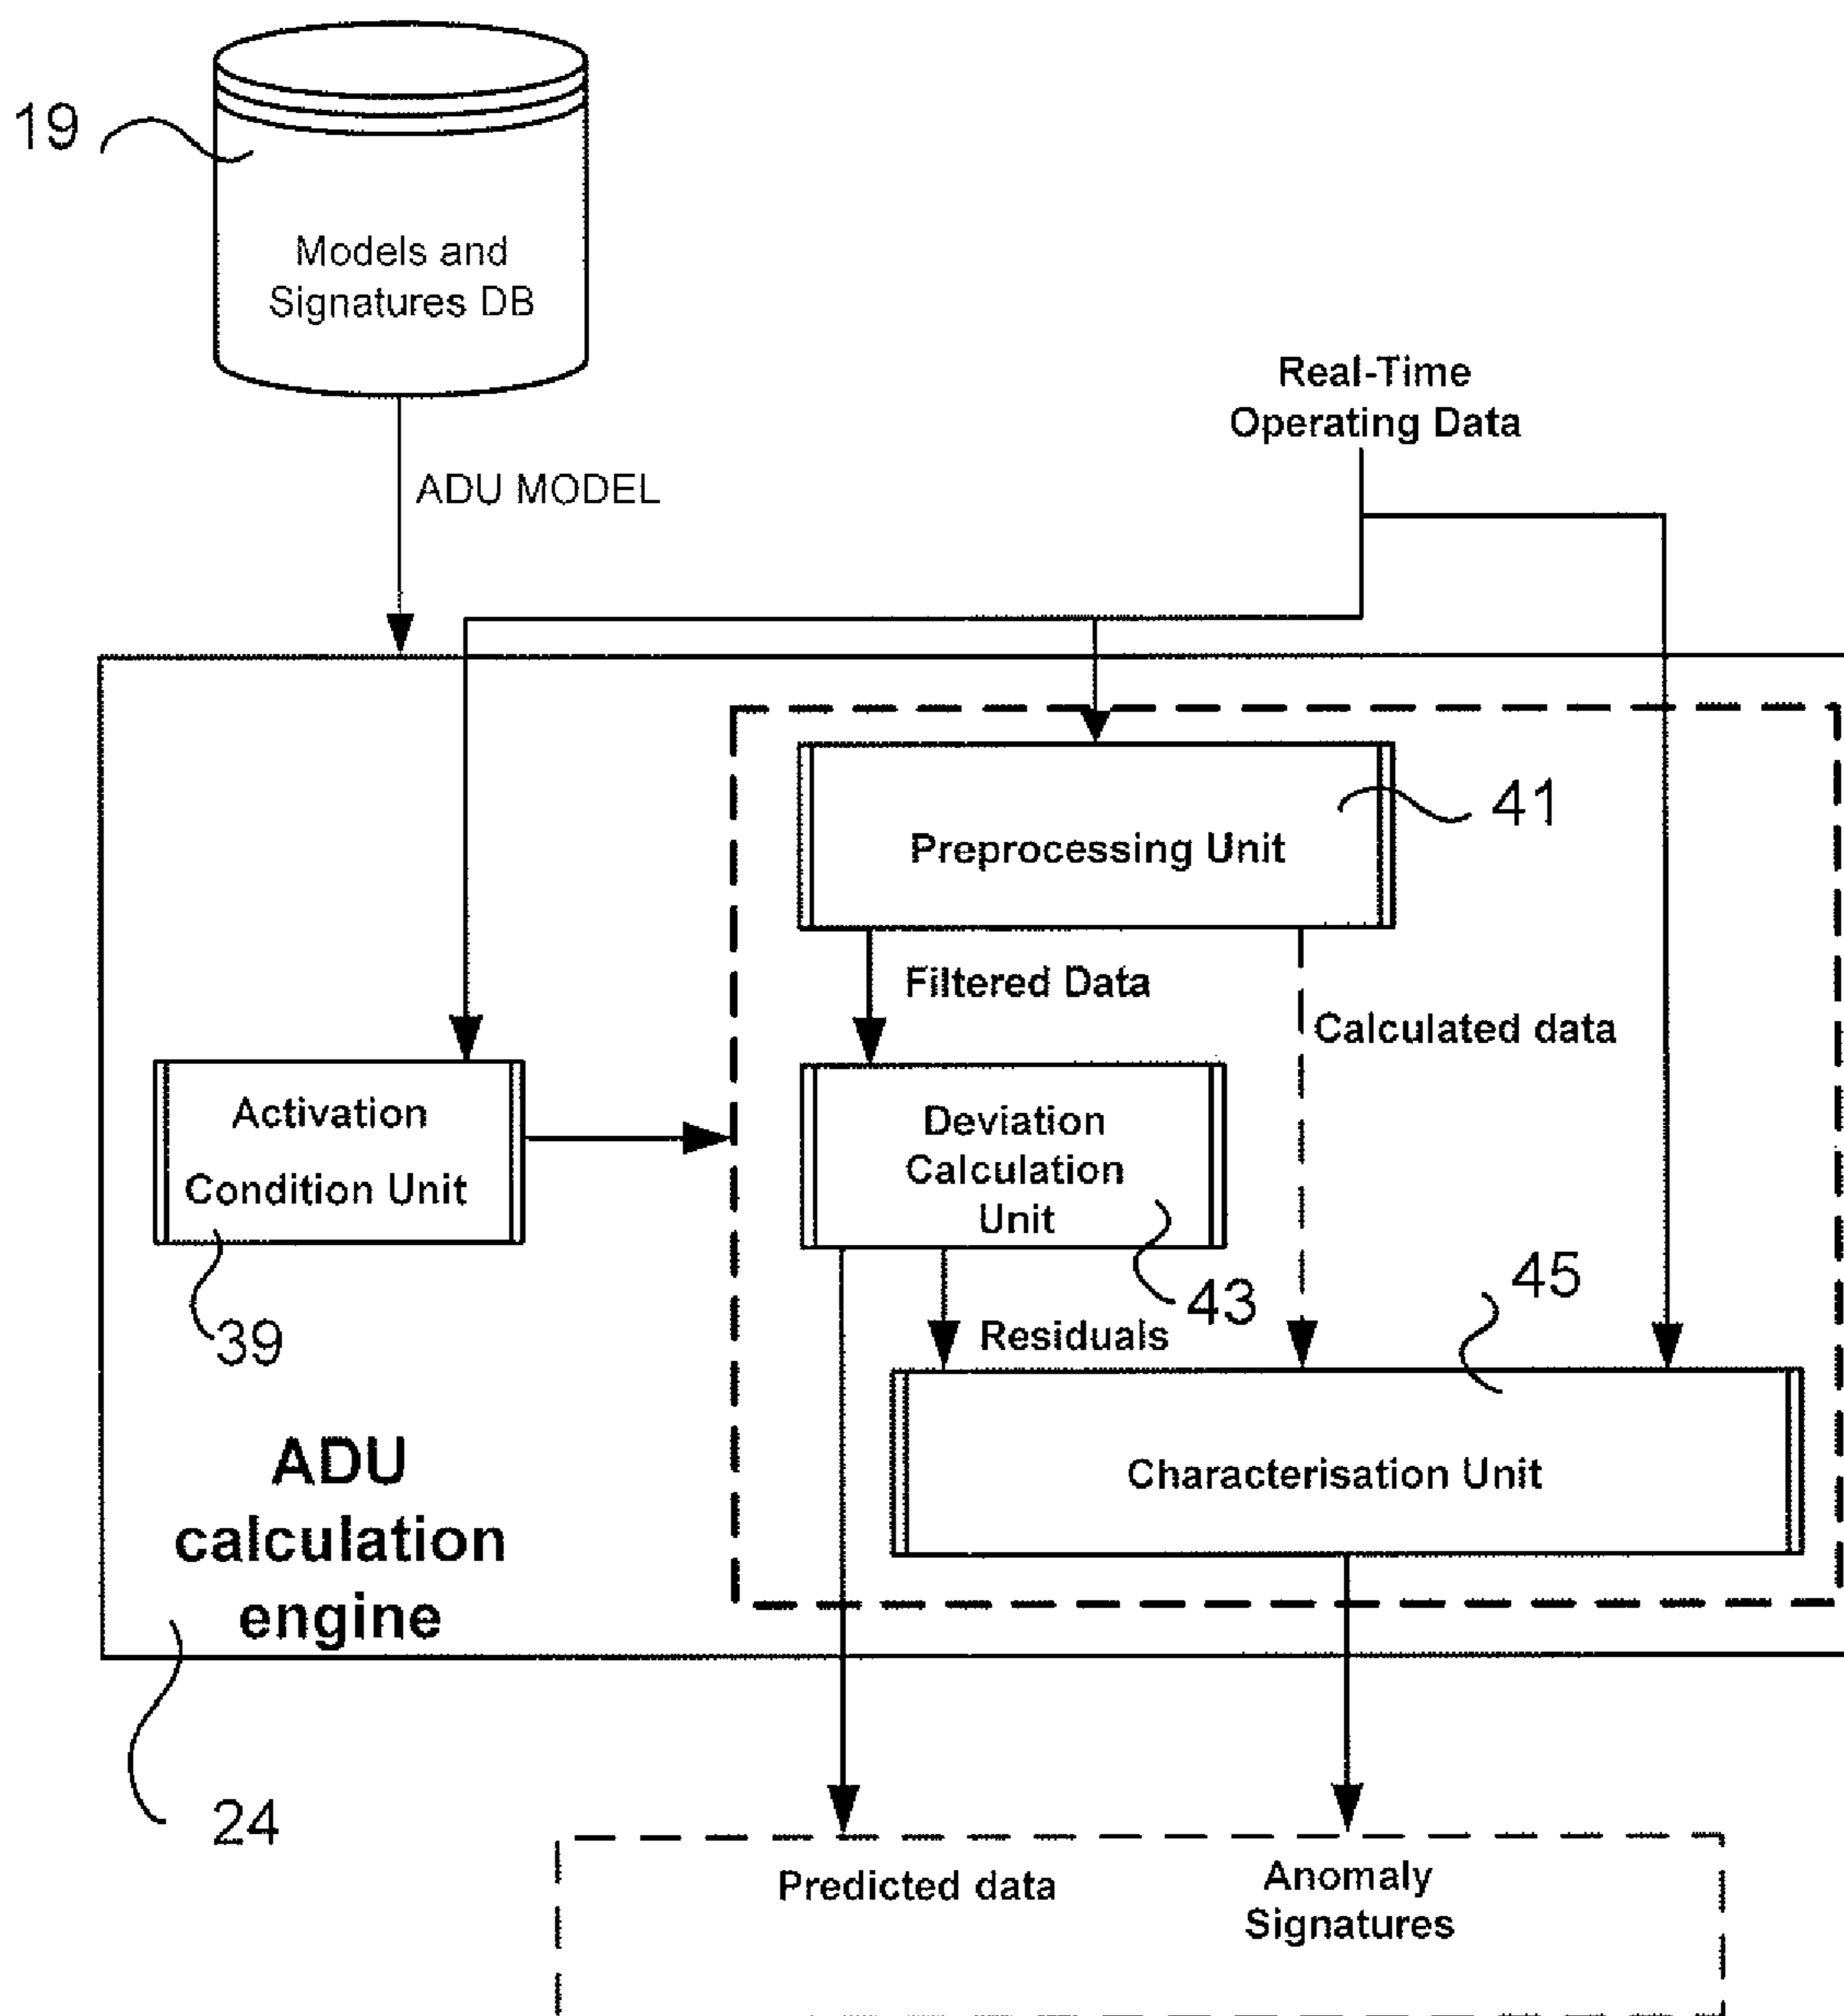 19
Models and
Signatures DB
Real-Time
Operating Data
ADU MODEL
Preprocessing Unit
41
Filtered Data
Calculated data
Activation
Condition Unit
39
Deviation
Calculation
Unit
43
45
Residuals
Characterisation Unit
ADU
calculation
engine
24
Predicted data
Anomaly
Signatures